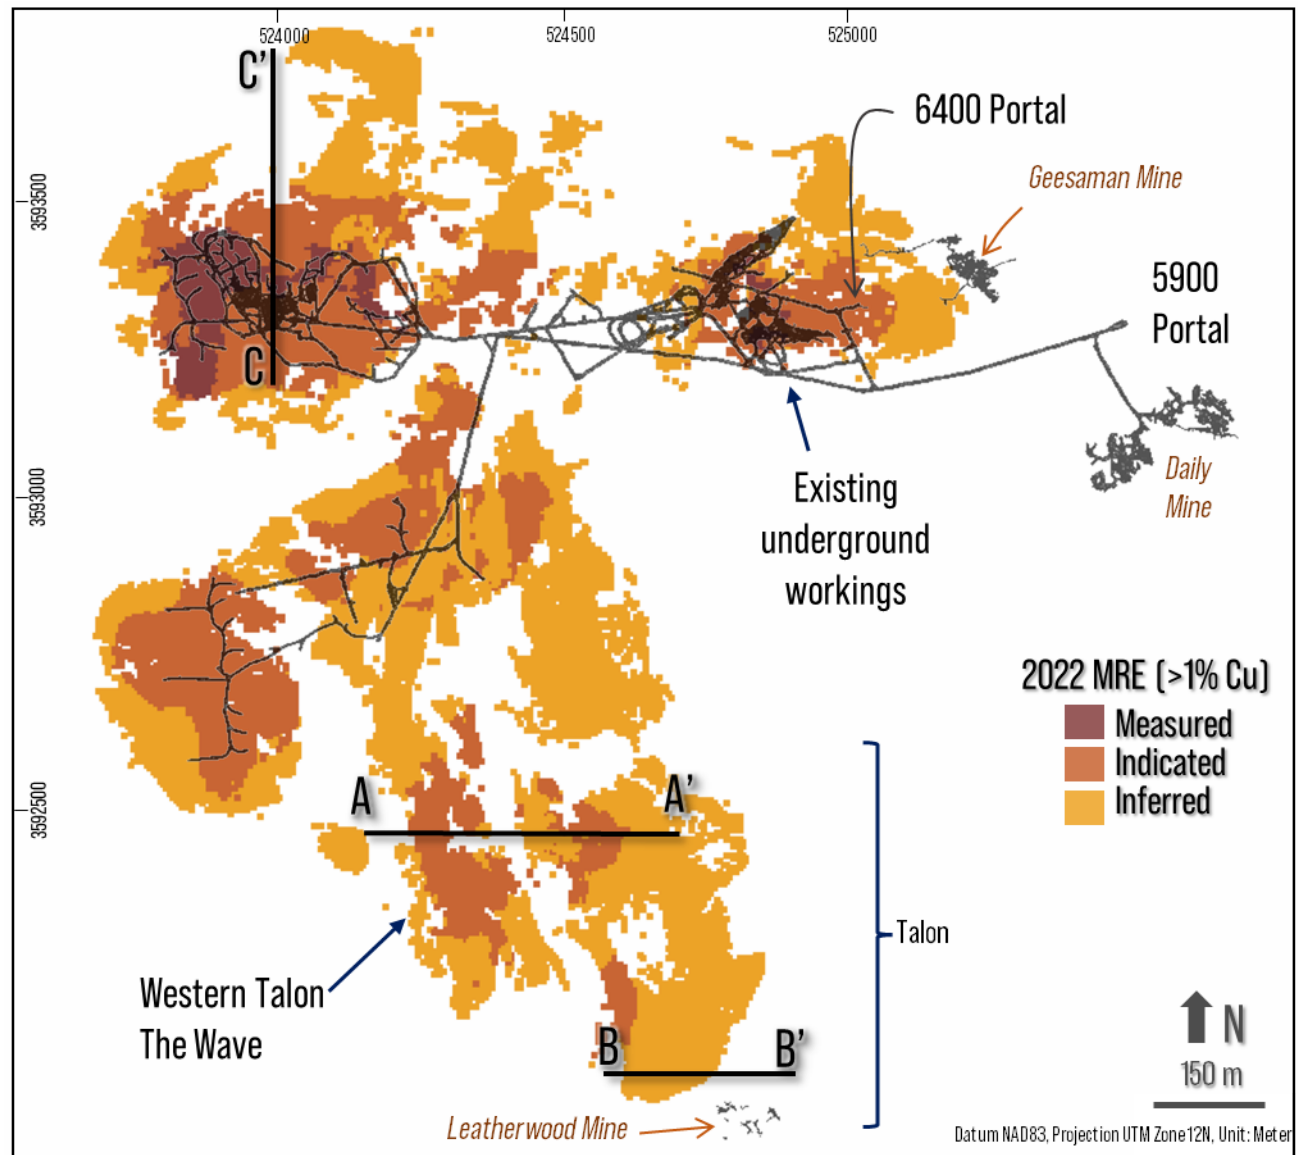 524000
524500
525000
C’
6400 Portal
Geesaman Mine
3593500
5900
Portal
C
Daily
Mine
Existing
underground
workings
3593000
2022 MRE (>1% Cu)
Measured
Indicated
Inferred
A
A’
3592500
Talon
Western Talon
The Wave
N
150 m
B
B’
Leatherwood Mine
Datum NAD83, Projection UTM Zone12N, Unit: Meter